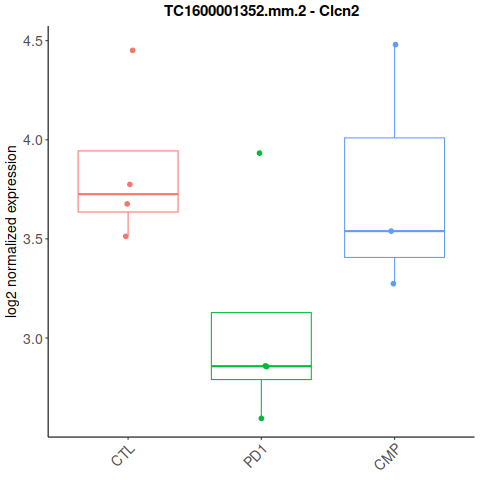 TC1600001352.mm.2 - Clcn2
log2 normalized expression
4.5
4.0
3.5
3.0
CTL
PD1
CMP